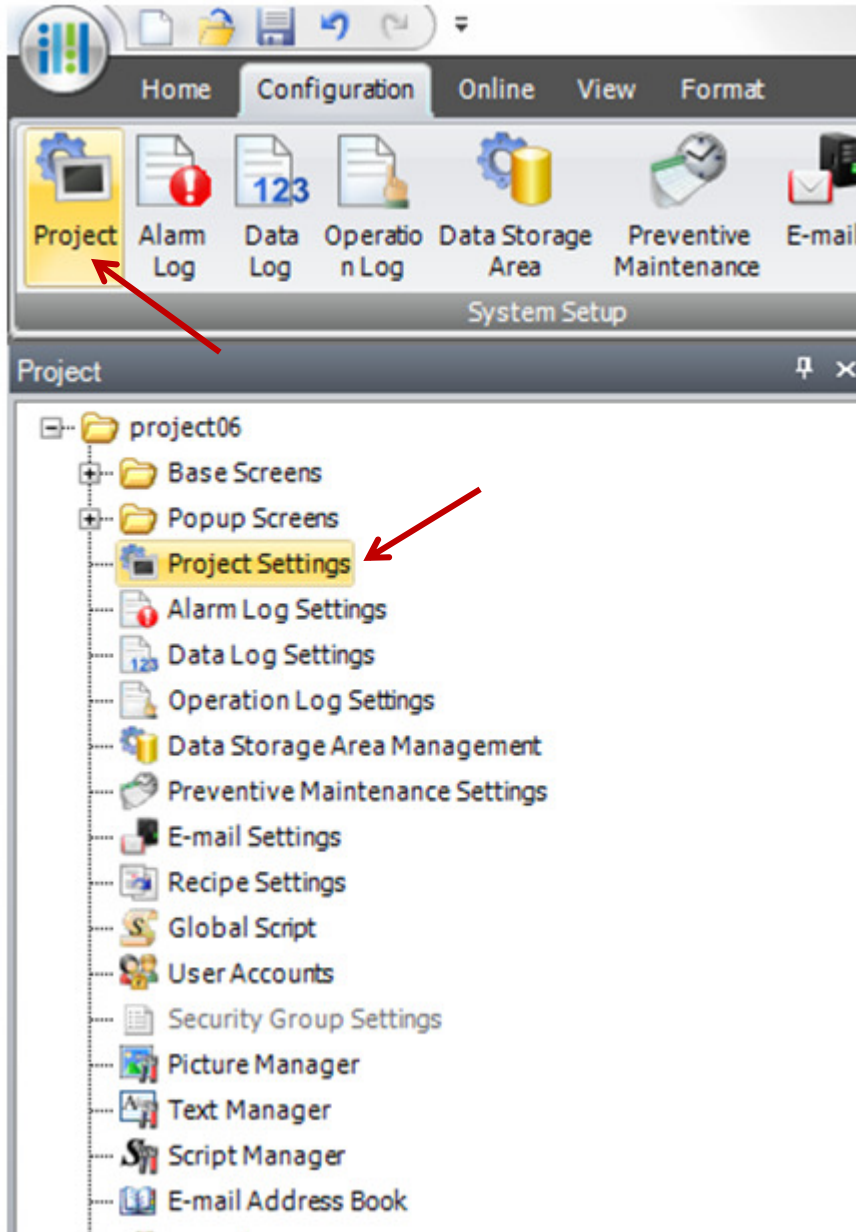 Home Configuration Online View Format
Project Alarm Data Operatio Data Storage Preventive E-mail
Log Log n Log Area Maintenance
System Setup
Project
project06
Base Screens
Popup Screens
Project Settings
Alarm Log Settings
Data Log Settings
Operation Log Settings
Data Storage Area Management
Preventive Maintenance Settings
E-mail Settings
Recipe Settings
Global Script
User Accounts
Security Group Settings
Picture Manager
Text Manager
Script Manager
E-mail Address Book